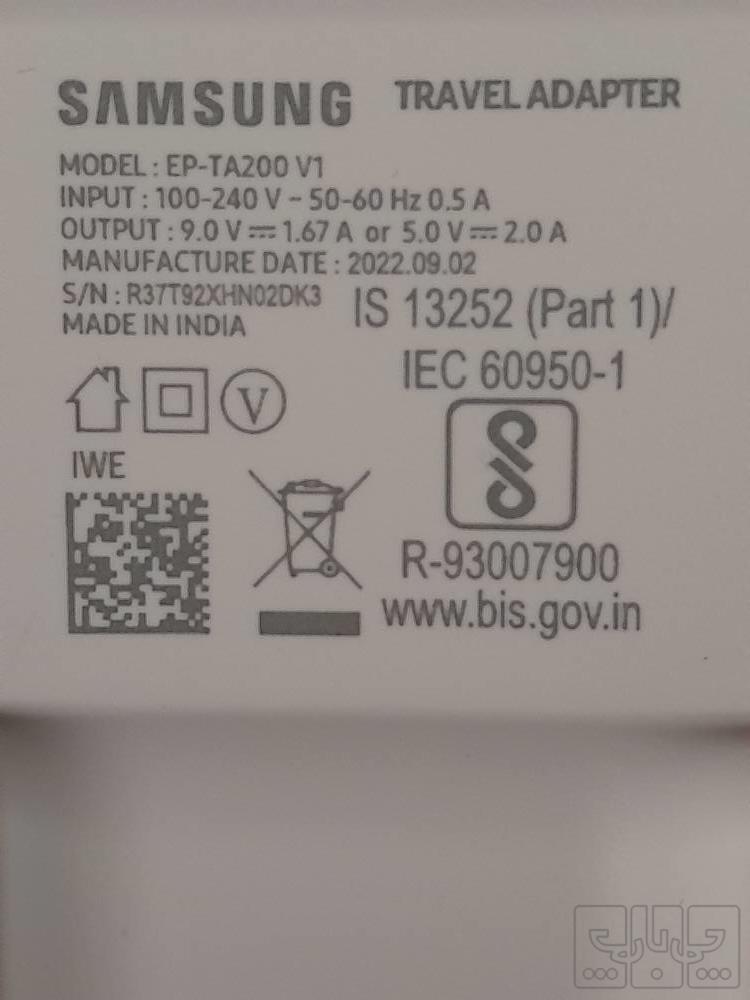 SAMSUNG TRAVEL ADAPTER
MODEL : EP-TA200 V1
INPUT : 100-240 V ~ 50-60 Hz 0.5 A
OUTPUT : 9.0 V ⎓ 1.67 A or 5.0 V ⎓ 2.0 A
MANUFACTURE DATE : 2022.09.02
S/N : R37T92XHN02DK3
MADE IN INDIA
IS 13252 (Part 1)/
IEC 60950-1
V
IWE
R-93007900
www.bis.gov.in